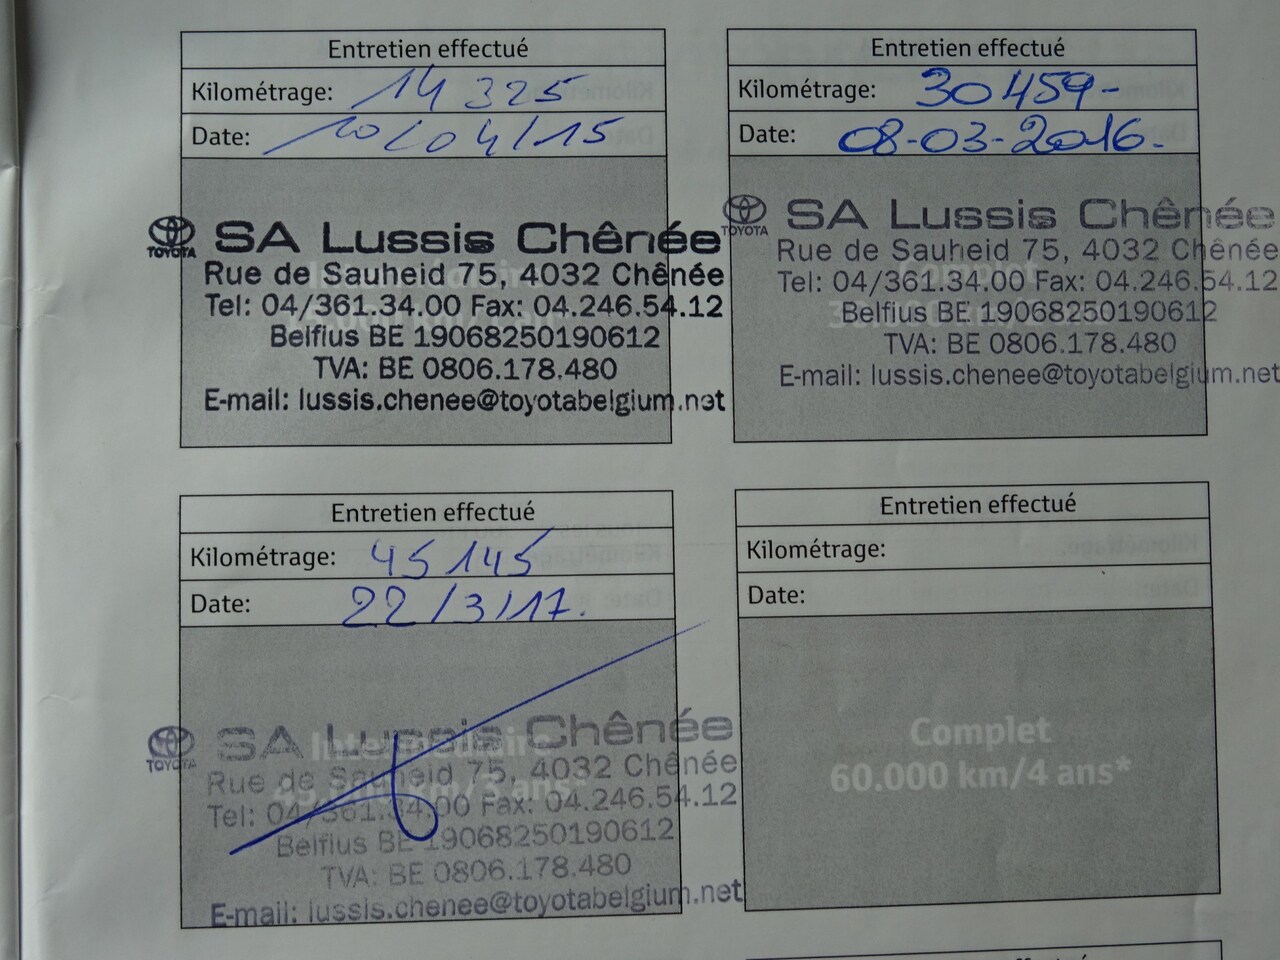 Entretien effectué
Kilométrage: 14 325
Date: 10/04/15
TOYOTA
SA Lussis Chênée
Rue de Sauheid 75, 4032 Chênée
Tel: 04/361.34.00 Fax: 04.246.54.12
Belfius BE 19068250190612
TVA: BE 0806.178.480
E-mail: lussis.chenee@toyotabelgium.net
Entretien effectué
Kilométrage: 30459-
Date: 08-03-2016.
TOYOTA
SA Lussis Chênée
Rue de Sauheid 75, 4032 Chênée
Tel: 04/361.34.00 Fax: 04.246.54.12
Complet
Belfius BE 19068250190612
TVA: BE 0806.178.480
E-mail: lussis.chenee@toyotabelgium.net
Entretien effectué
Kilométrage: 45 145
Date: 22/3/17.
TOYOTA
SA Lussis Chênée
Rue de Sauheid 75, 4032 Chênée
Tel: 04/361.34.00 Fax: 04.246.54.12
Belfius BE 19068250190612
TVA: BE 0806.178.480
E-mail: lussis.chenee@toyotabelgium.net
Entretien effectué
Kilométrage:
Date:
Complet
60.000 km/4 ans*